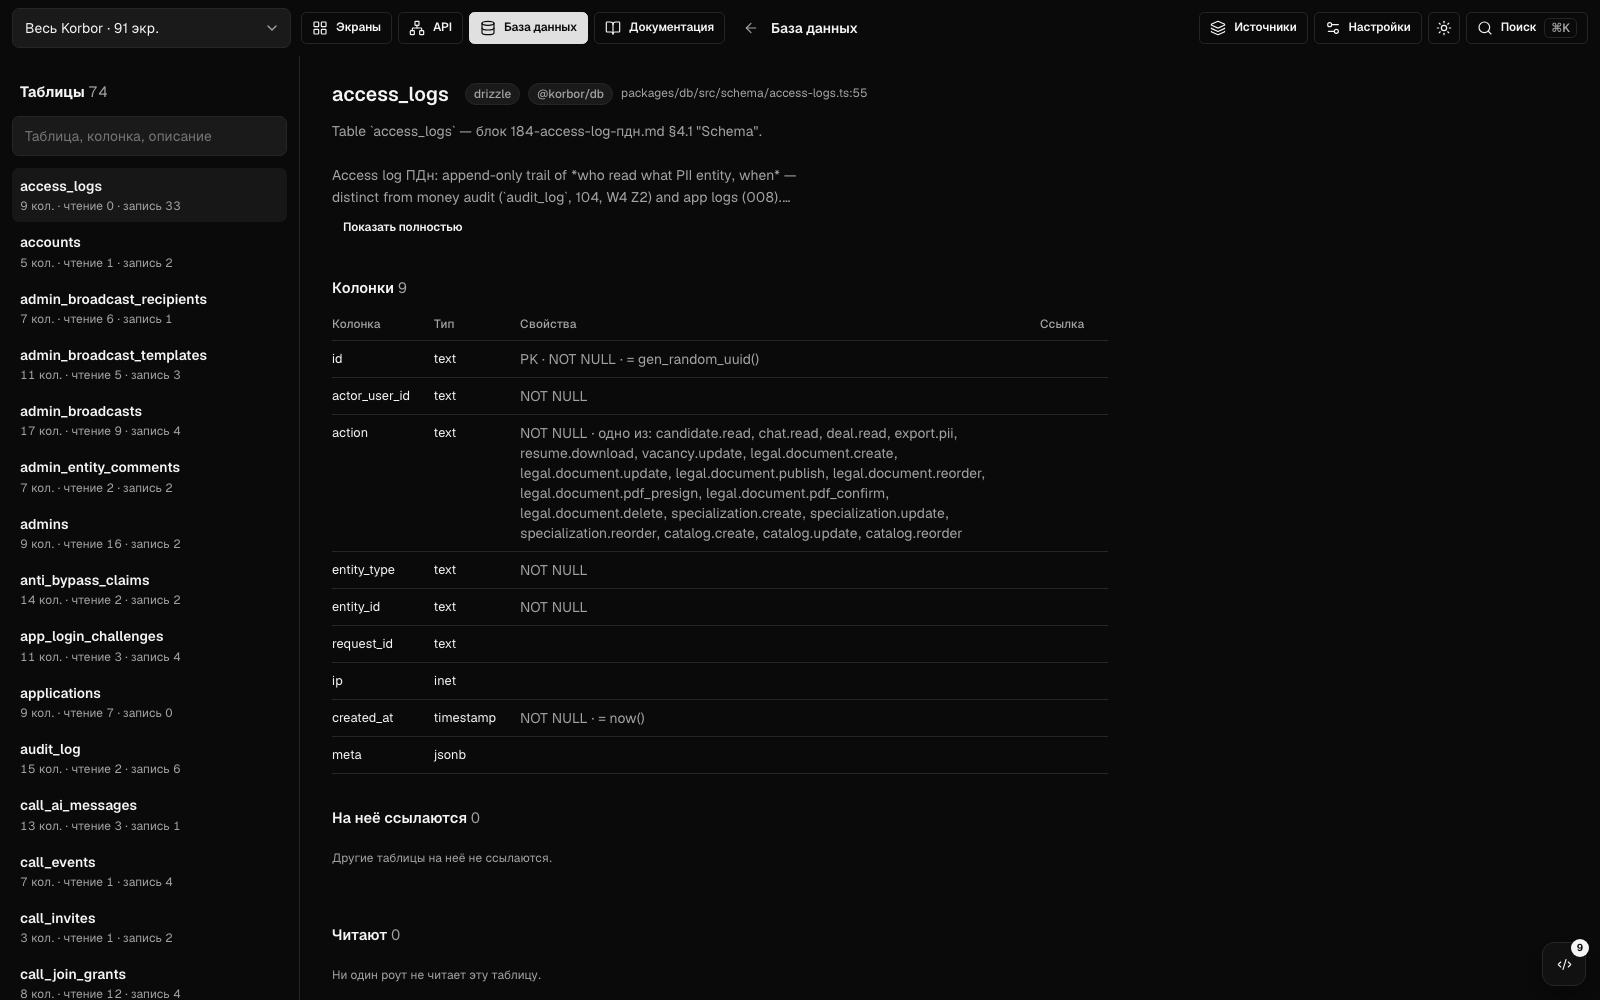 Весь Korbor · 91 экр.
Экраны
API
База данных
Документация
База данных
Источники
Настройки
Поиск
⌘K
Таблицы 74
Таблица, колонка, описание
access_logs
9 кол. · чтение 0 · запись 33
accounts
5 кол. · чтение 1 · запись 2
admin_broadcast_recipients
7 кол. · чтение 6 · запись 1
admin_broadcast_templates
11 кол. · чтение 5 · запись 3
admin_broadcasts
17 кол. · чтение 9 · запись 4
admin_entity_comments
7 кол. · чтение 2 · запись 2
admins
9 кол. · чтение 16 · запись 2
anti_bypass_claims
14 кол. · чтение 2 · запись 2
app_login_challenges
11 кол. · чтение 3 · запись 4
applications
9 кол. · чтение 7 · запись 0
audit_log
15 кол. · чтение 2 · запись 6
call_ai_messages
13 кол. · чтение 3 · запись 1
call_events
7 кол. · чтение 1 · запись 4
call_invites
3 кол. · чтение 1 · запись 2
call_join_grants
8 кол. · чтение 12 · запись 4
access_logs drizzle @korbor/db packages/db/src/schema/access-logs.ts:55
Table `access_logs` — блок 184-access-log-пдн.md §4.1 "Schema".
Access log ПДн: append-only trail of *who read what PII entity, when* —
distinct from money audit (`audit_log`, 104, W4 Z2) and app logs (008)....
Показать полностью
Колонки 9
Колонка Тип Свойства Ссылка
id text PK · NOT NULL · = gen_random_uuid()
actor_user_id text NOT NULL
action text NOT NULL · одно из: candidate.read, chat.read, deal.read, export.pii,
resume.download, vacancy.update, legal.document.create,
legal.document.update, legal.document.publish, legal.document.reorder,
legal.document.pdf_presign, legal.document.pdf_confirm,
legal.document.delete, specialization.create, specialization.update,
specialization.reorder, catalog.create, catalog.update, catalog.reorder
entity_type text NOT NULL
entity_id text NOT NULL
request_id text
ip inet
created_at timestamp NOT NULL · = now()
meta jsonb
На неё ссылаются 0
Другие таблицы на неё не ссылаются.
Читают 0
Ни один роут не читает эту таблицу.
9